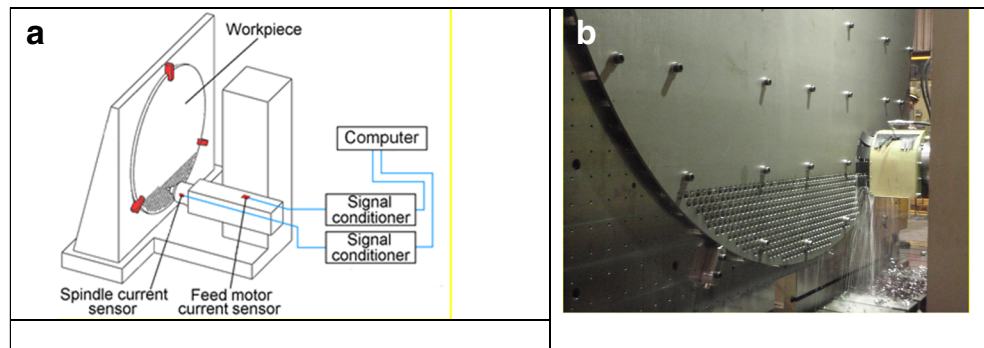 a
Workpiece
Computer
Signal
conditioner
Signal
conditioner
Spindle current
sensor
Feed motor
current sensor
b